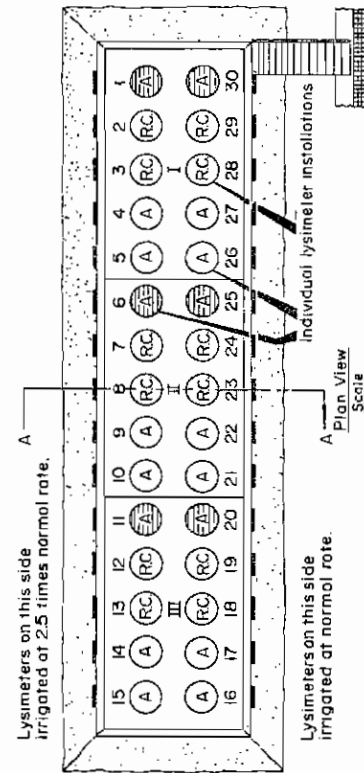 Lysimeters on this side
irrigated at 2.5 times normal rate.
A
15 14 13 12 11 10 9 8 7 6 5 4 3 2 1
A A R.C. R.C. A A A R.C. R.C. A A A R.C. R.C. A
III II I
A A R.C. R.C. A A A R.C. R.C. A A A R.C. R.C. A
16 17 18 19 20 21 22 23 24 25 26 27 28 29 30
Lysimeters on this side
irrigated at normal rate.
A
Plan View
Scale
Individual lysimeter installations